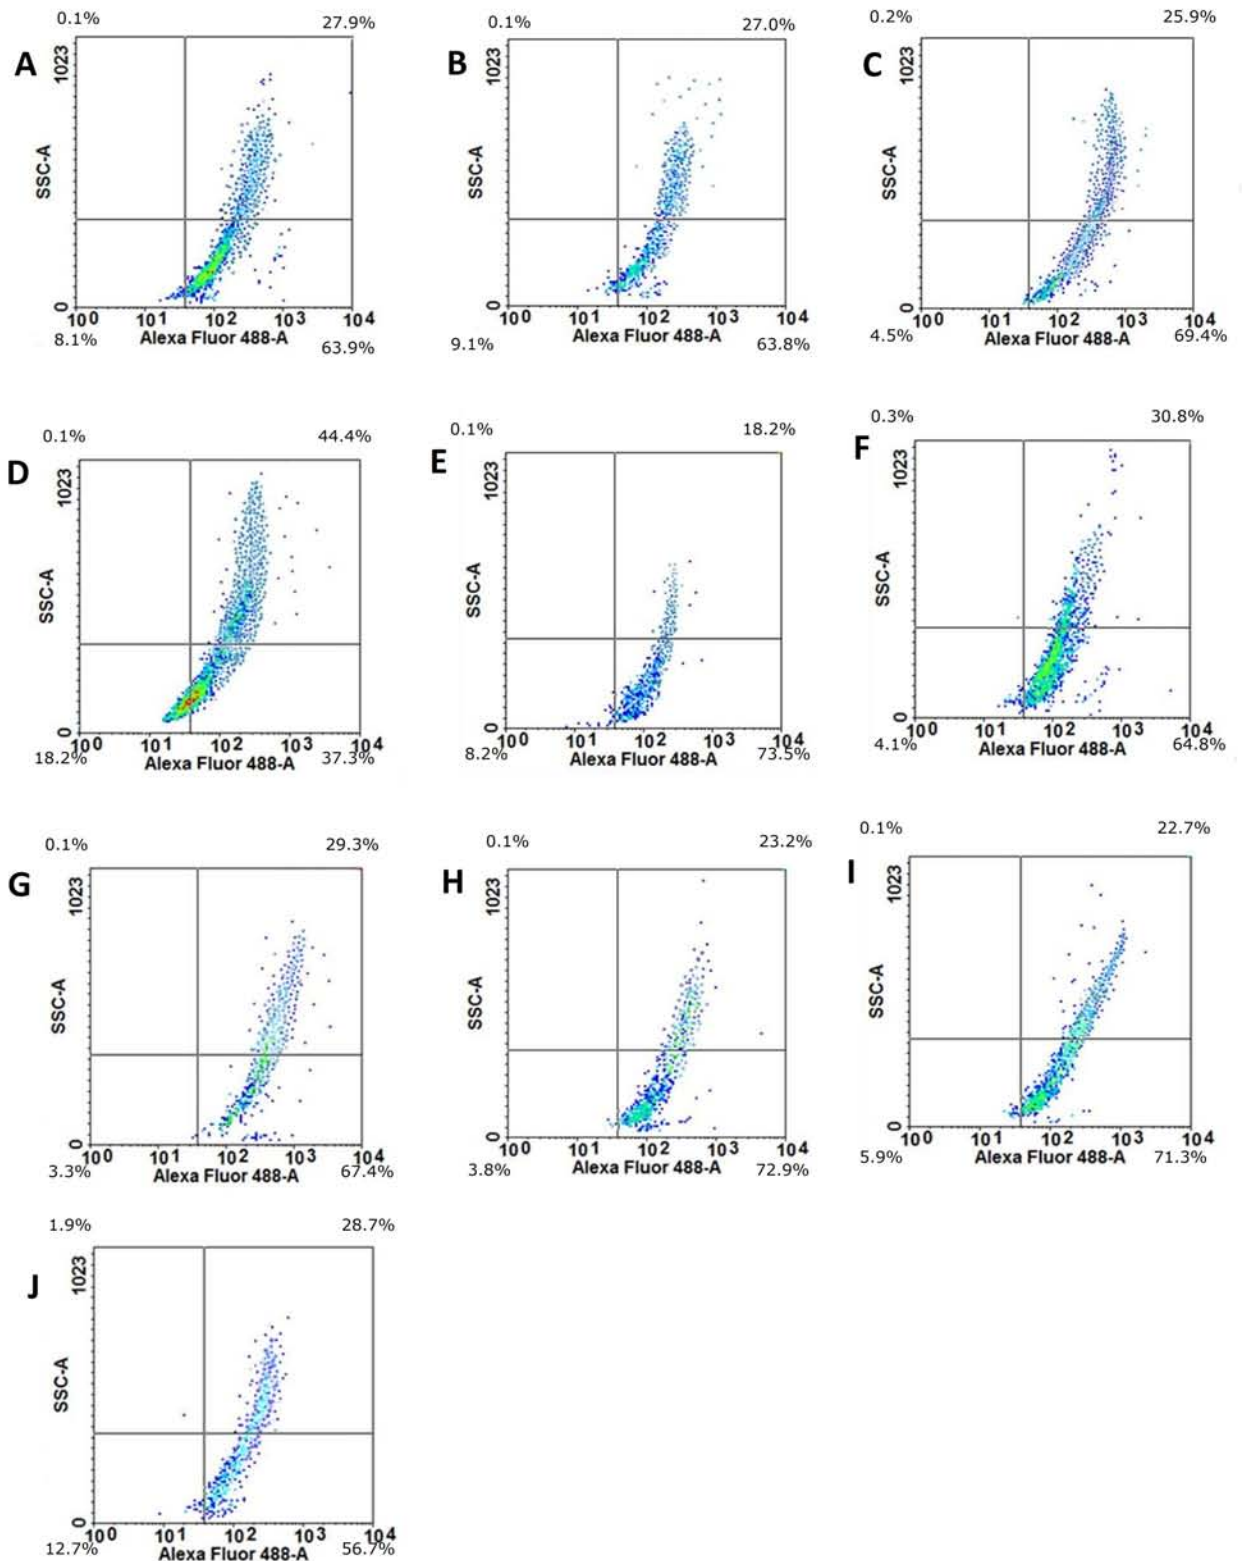 0.1% 27.9%
A
1023
SSC-A
0
100 101 102 103 104
8.1% Alexa Fluor 488-A 63.9%
0.1% 27.0%
B
1023
SSC-A
0
100 101 102 103 104
9.1% Alexa Fluor 488-A 63.8%
0.2% 25.9%
C
1023
SSC-A
0
100 101 102 103 104
4.5% Alexa Fluor 488-A 69.4%
0.1% 44.4%
D
1023
SSC-A
0
100 101 102 103 104
18.2% Alexa Fluor 488-A 37.3%
0.1% 18.2%
E
1023
SSC-A
0
100 101 102 103 104
8.2% Alexa Fluor 488-A 73.5%
0.3% 30.8%
F
1023
SSC-A
0
100 101 102 103 104
4.1% Alexa Fluor 488-A 64.8%
0.1% 29.3%
G
1023
SSC-A
0
100 101 102 103 104
3.3% Alexa Fluor 488-A 67.4%
0.1% 23.2%
H
1023
SSC-A
0
100 101 102 103 104
3.8% Alexa Fluor 488-A 72.9%
0.1% 22.7%
I
1023
SSC-A
0
100 101 102 103 104
5.9% Alexa Fluor 488-A 71.3%
1.9% 28.7%
J
1023
SSC-A
0
100 101 102 103 104
12.7% Alexa Fluor 488-A 56.7%